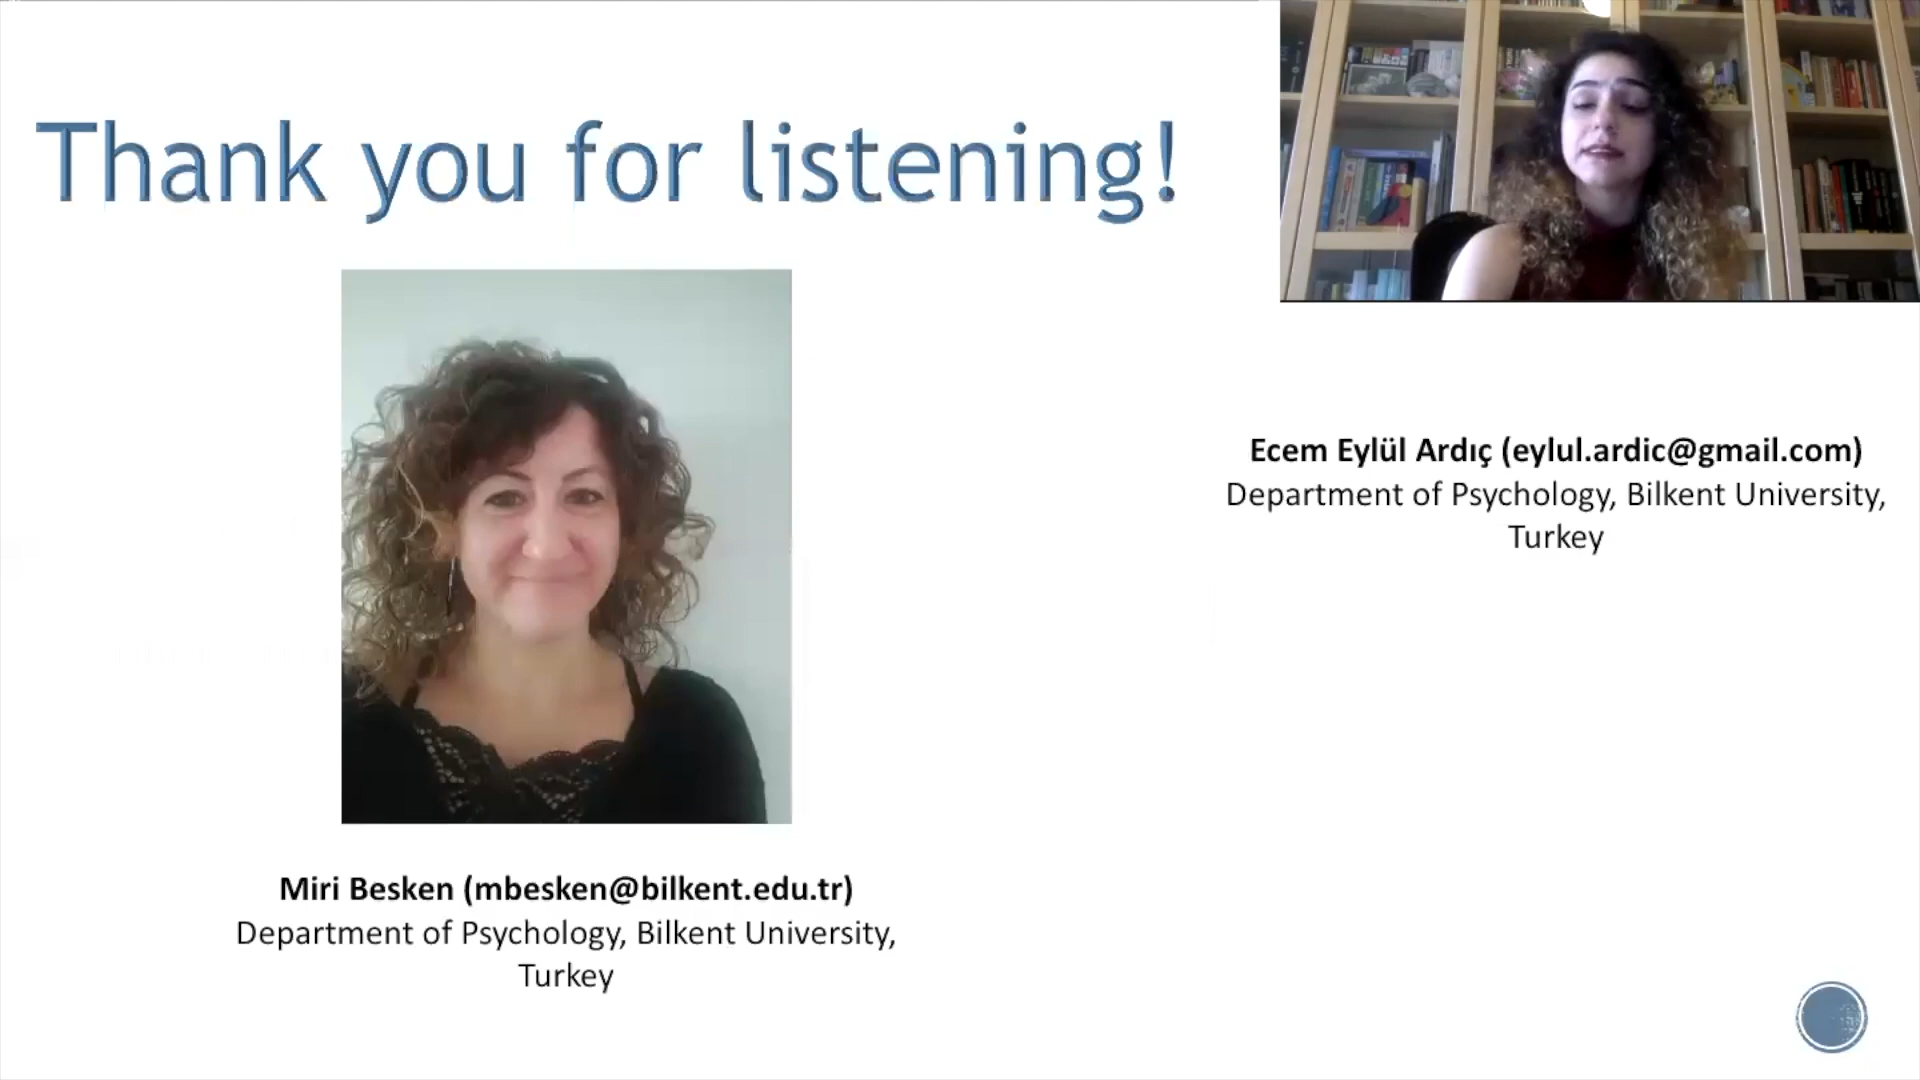 Thank you for listening!
Ecem Eylül Ardıç (eylul.ardic@gmail.com)
Department of Psychology, Bilkent University,
Turkey
Miri Besken (mbesken@bilkent.edu.tr)
Department of Psychology, Bilkent University,
Turkey